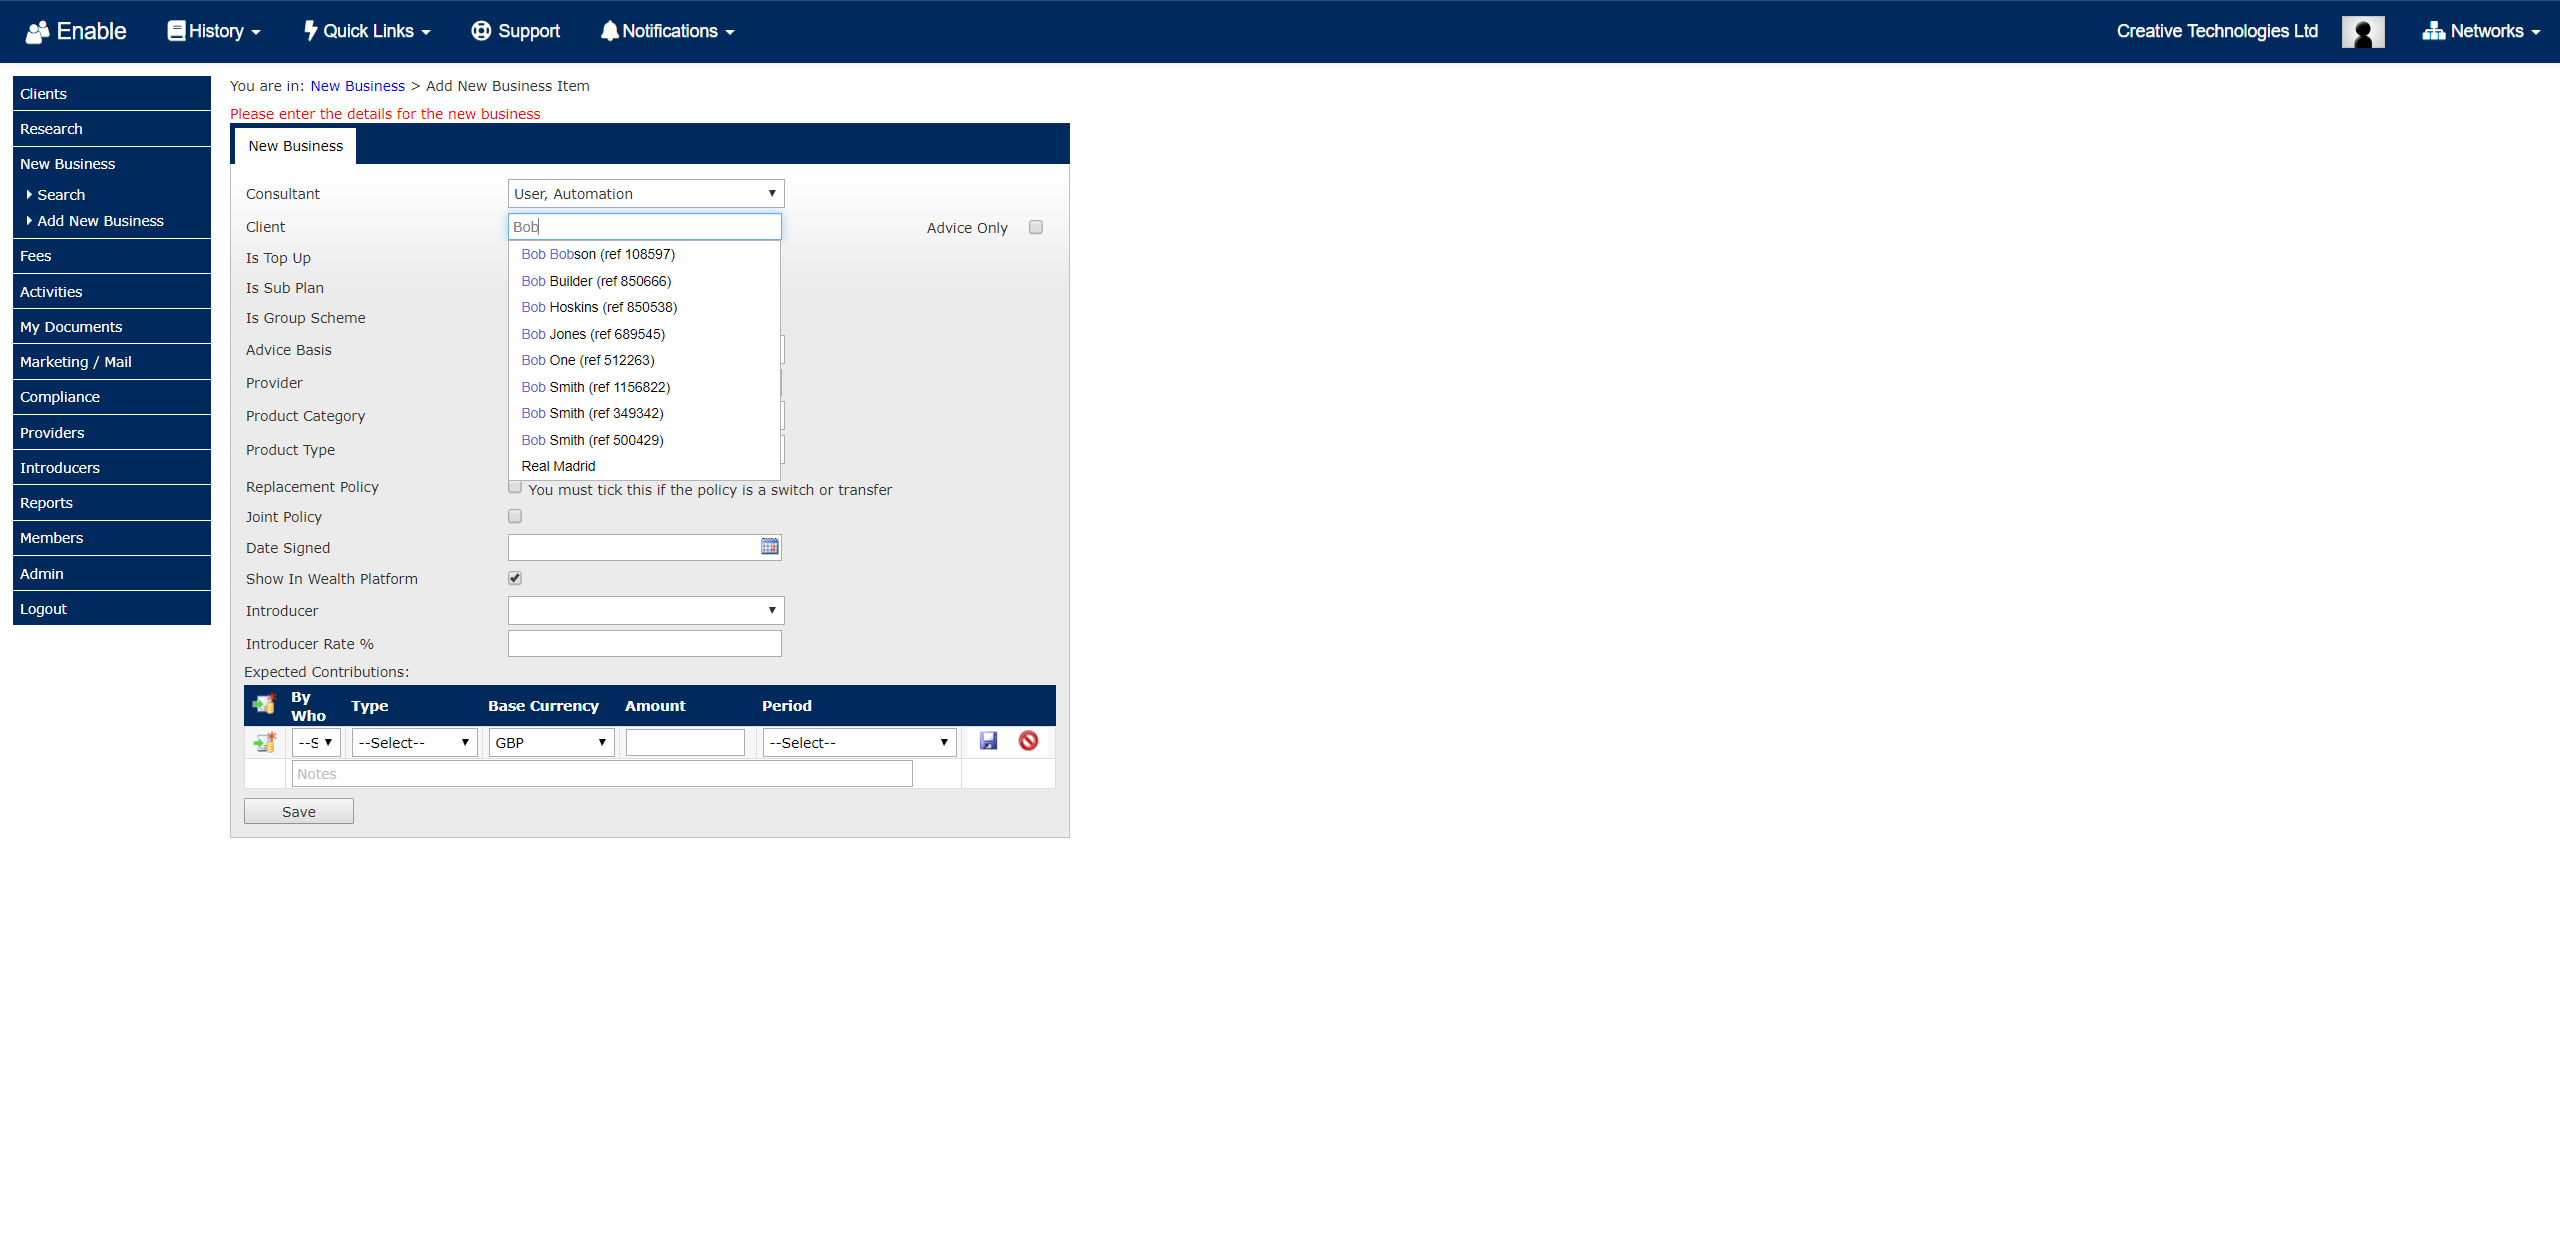 Enable History Quick Links Support Notifications Creative Technologies Ltd Networks
Clients
Research
New Business
Search
Add New Business
Fees
Activities
My Documents
Marketing / Mail
Compliance
Providers
Introducers
Reports
Members
Admin
Logout
You are in: New Business > Add New Business Item
Please enter the details for the new business
New Business
Consultant User, Automation
Client Bob Advice Only
Bob Bobson (ref 108597)
Bob Builder (ref 850666)
Bob Hoskins (ref 850538)
Bob Jones (ref 689545)
Bob One (ref 512263)
Bob Smith (ref 1156822)
Bob Smith (ref 349342)
Bob Smith (ref 500429)
Real Madrid
Is Top Up
Is Sub Plan
Is Group Scheme
Advice Basis
Provider
Product Category
Product Type
Replacement Policy You must tick this if the policy is a switch or transfer
Joint Policy
Date Signed
Show In Wealth Platform
Introducer
Introducer Rate %
Expected Contributions:
By Who Type Base Currency Amount Period
--S --Select-- GBP --Select--
Notes
Save